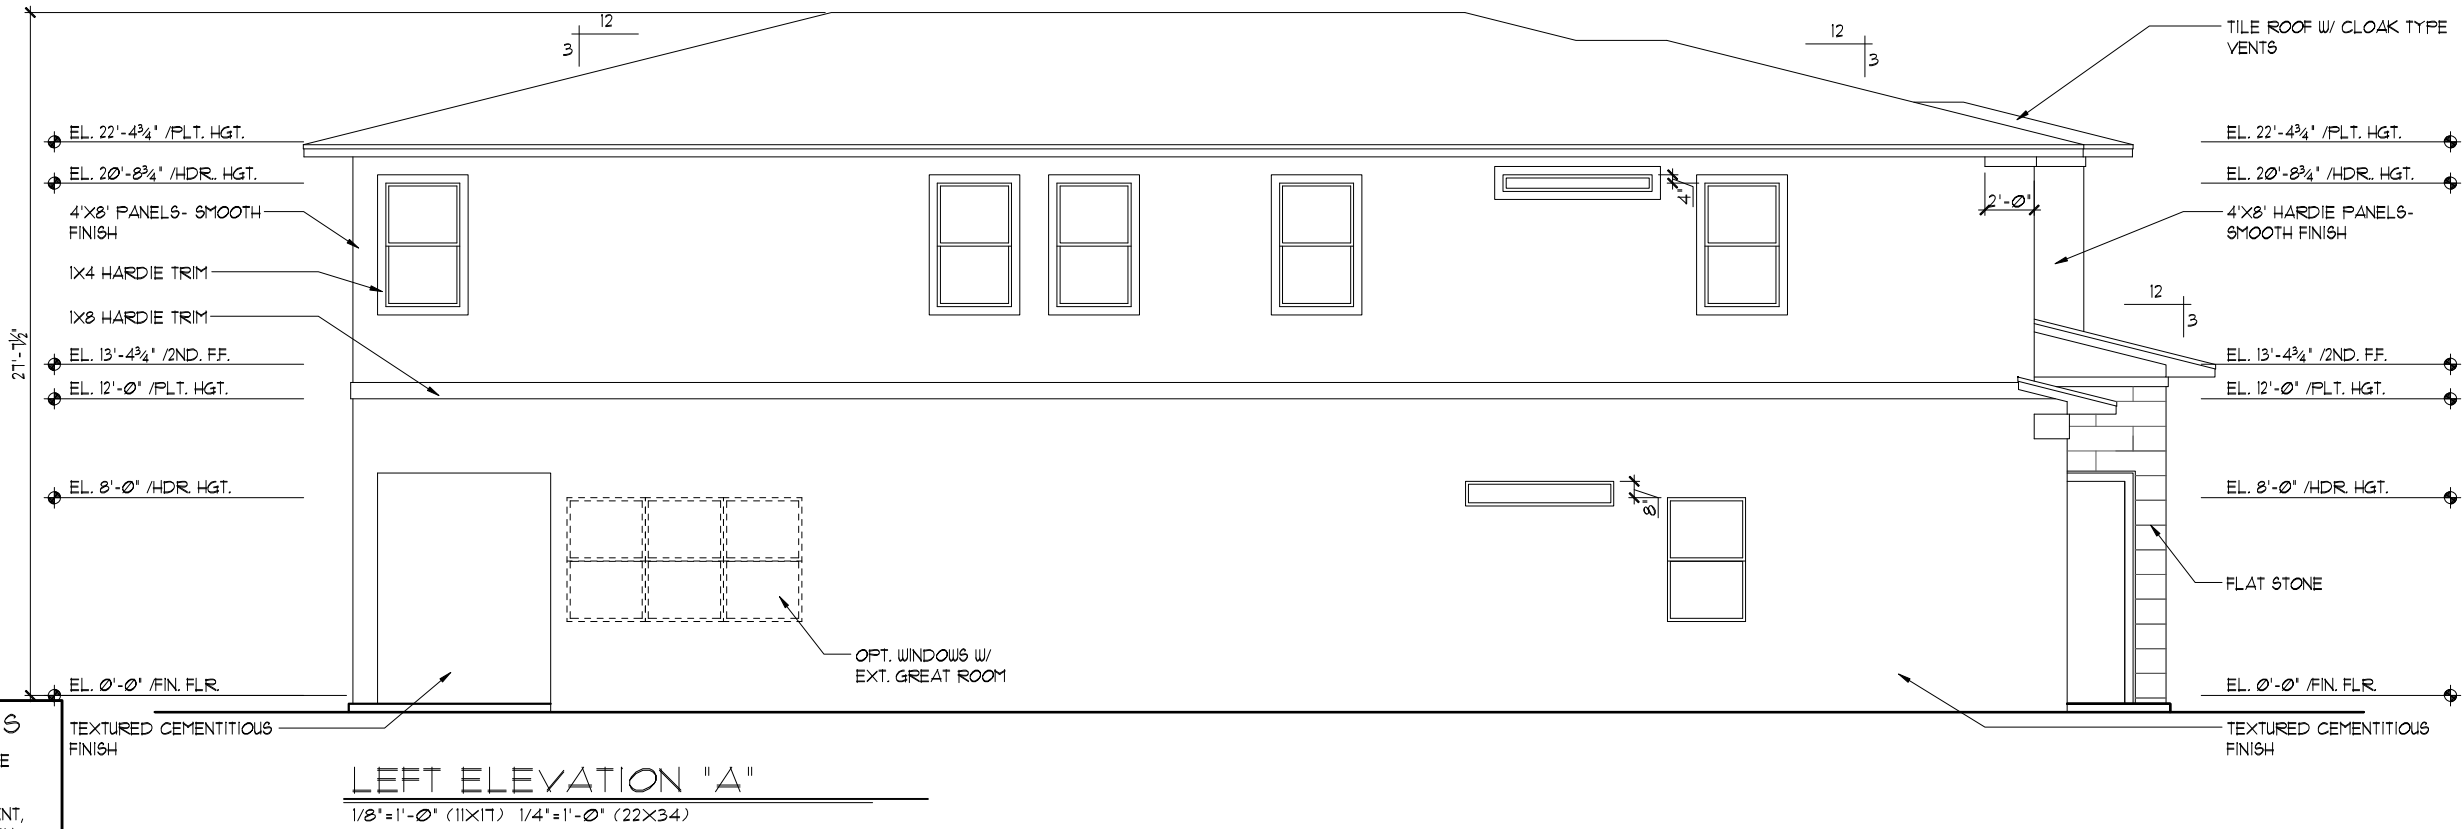 12
3
12
3
TILE ROOF W/ CLOAK TYPE
VENTS
EL. 22'-4¾" /PLT. HGT.
EL. 20'-8¾" /HDR. HGT.
4'X8' PANELS- SMOOTH
FINISH
1X4 HARDIE TRIM
1X8 HARDIE TRIM
27'-7½"
EL. 13'-4¾" /2ND. F.F.
EL. 12'-0" /PLT. HGT.
EL. 8'-0" /HDR. HGT.
EL. 0'-0" /FIN. FLR.
TEXTURED CEMENTITIOUS
FINISH
4"
2'-0"
8"
OPT. WINDOWS W/
EXT. GREAT ROOM
EL. 22'-4¾" /PLT. HGT.
EL. 20'-8¾" /HDR. HGT.
4'X8' HARDIE PANELS-
SMOOTH FINISH
12
3
EL. 13'-4¾" /2ND. F.F.
EL. 12'-0" /PLT. HGT.
EL. 8'-0" /HDR. HGT.
FLAT STONE
EL. 0'-0" /FIN. FLR.
TEXTURED CEMENTITIOUS
FINISH
S
E
ENT,
LEFT ELEVATION "A"
1/8"=1'-0" (11X17) 1/4"=1'-0" (22X34)